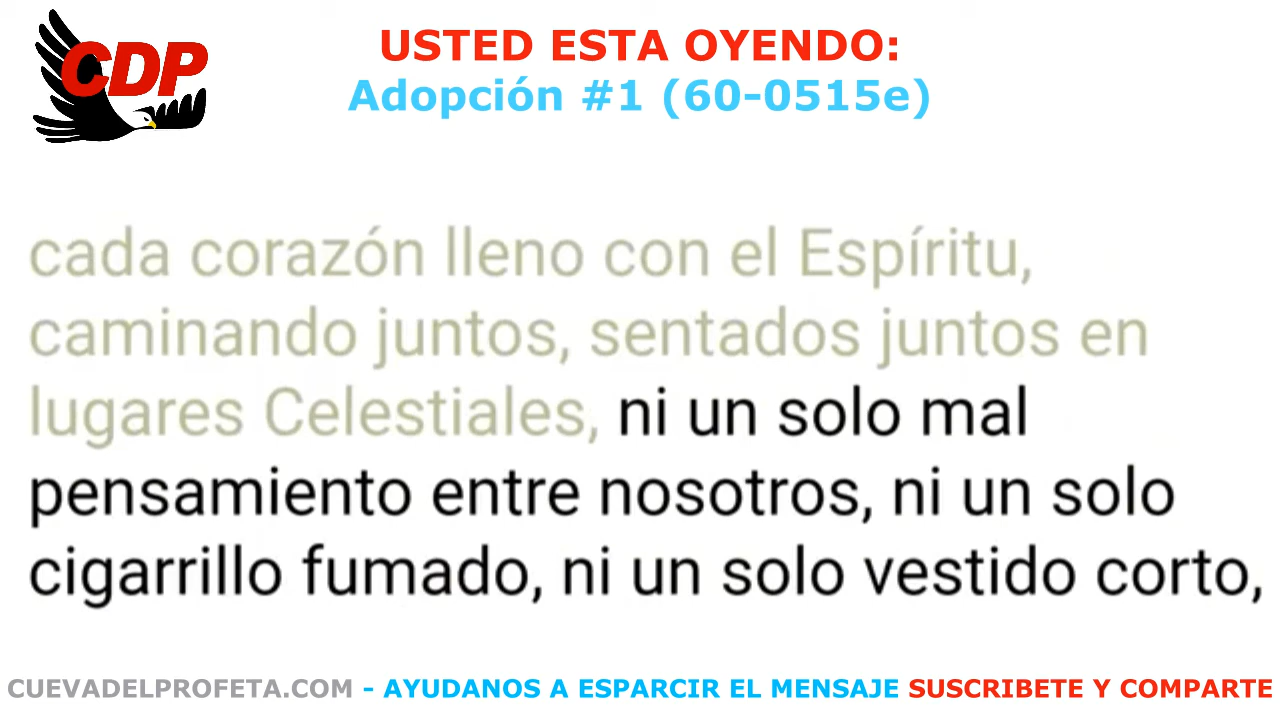 CDP
USTED ESTA OYENDO:
Adopción #1 (60-0515e)
cada corazón lleno con el Espíritu,
caminando juntos, sentados juntos en
lugares Celestiales, ni un solo mal
pensamiento entre nosotros, ni un solo
cigarrillo fumado, ni un solo vestido corto,
CUEVADELPROFETA.COM - AYUDANOS A ESPARCIR EL MENSAJE SUSCRIBETE Y COMPARTE